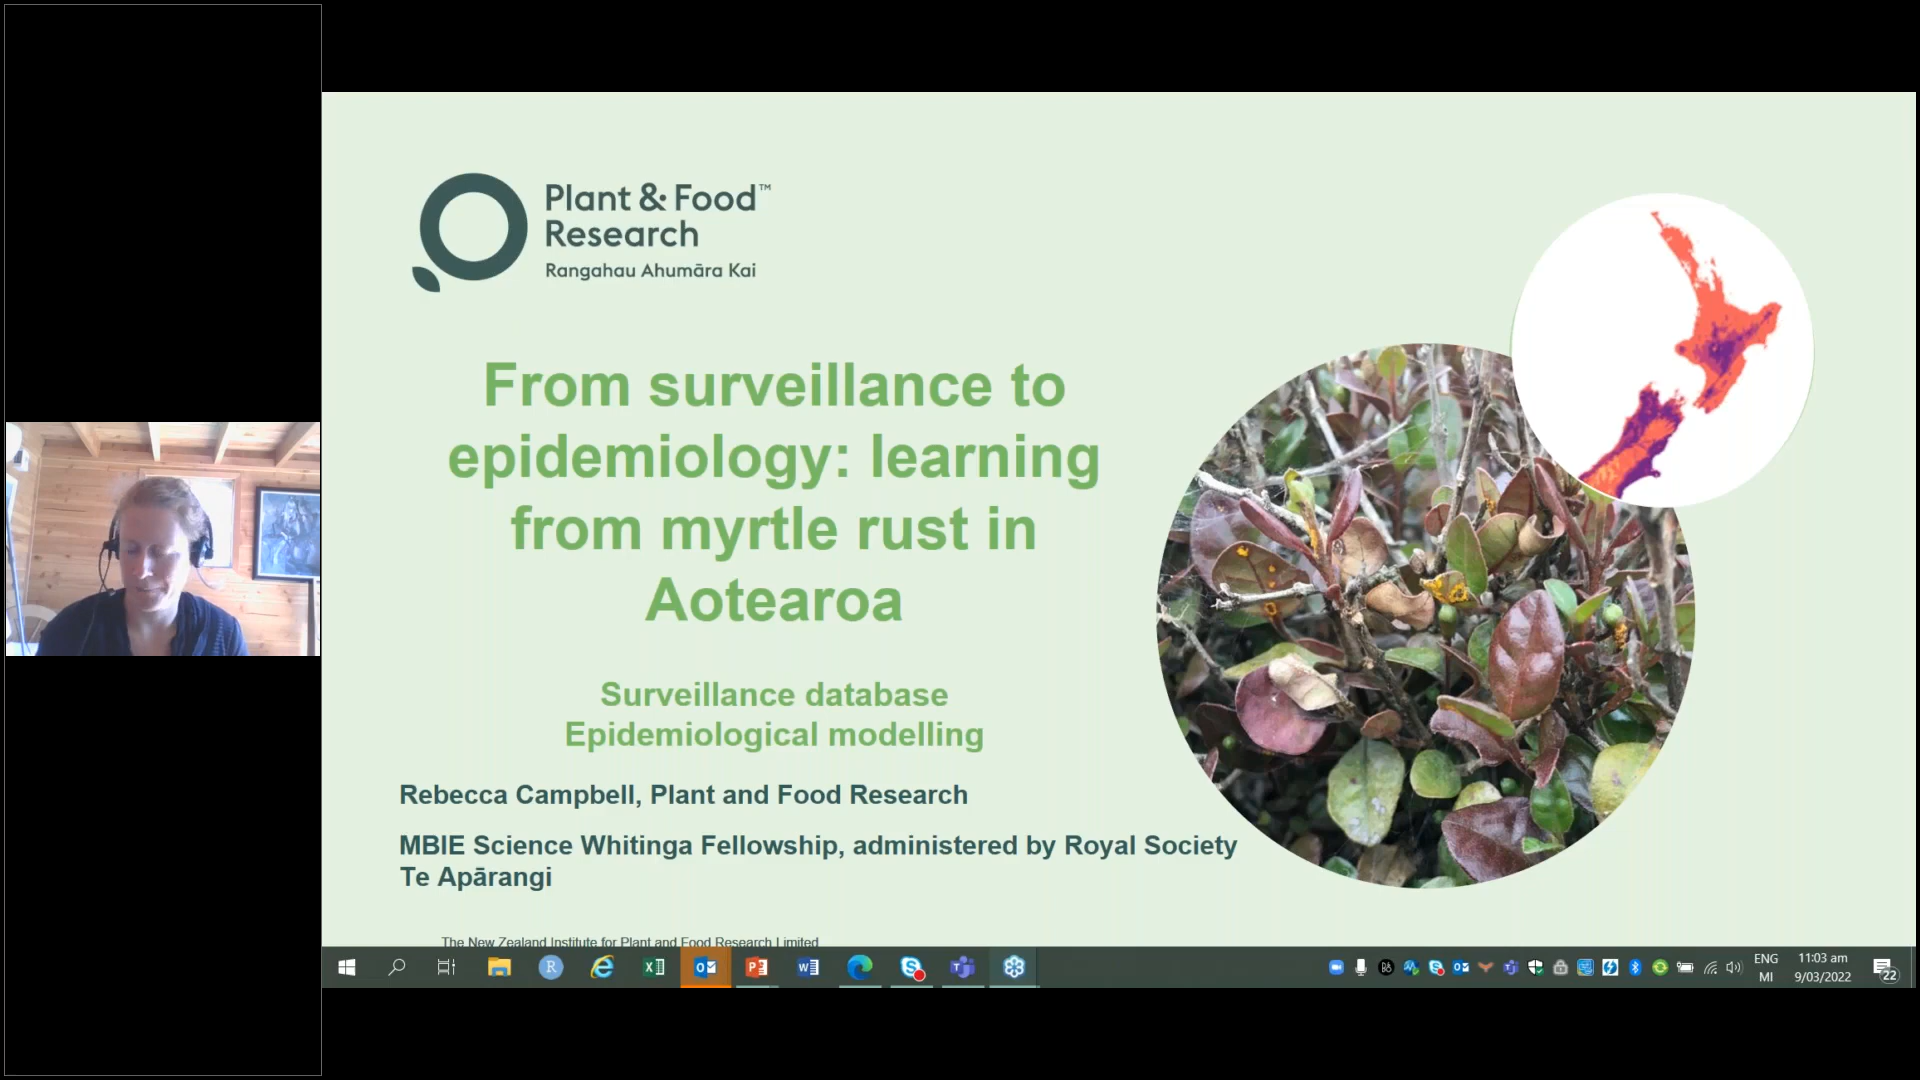 Plant & Food™
Research
Rangahau Ahumāra Kai
From surveillance to
epidemiology: learning
from myrtle rust in
Aotearoa
Surveillance database
Epidemiological modelling
Rebecca Campbell, Plant and Food Research
MBIE Science Whitinga Fellowship, administered by Royal Society
Te Apārangi
The New Zealand Institute for Plant and Food Research Limited
ENG
MI
11:03 am
9/03/2022
22